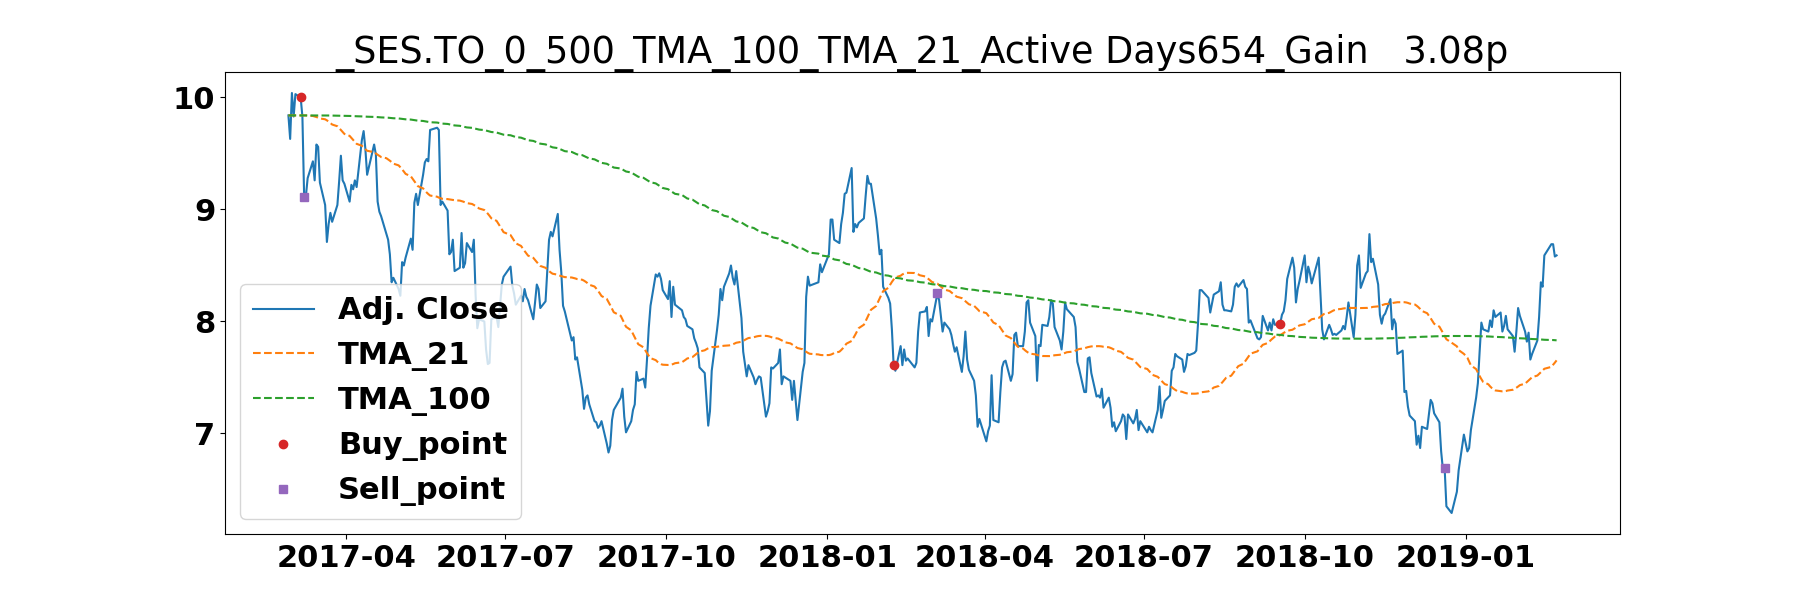 _SES.TO_0_500_TMA_100_TMA_21_Active Days654_Gain   3.08p
10
9
8
7
Adj. Close
TMA_21
TMA_100
Buy_point
Sell_point
2017-04 2017-07 2017-10 2018-01 2018-04 2018-07 2018-10 2019-01